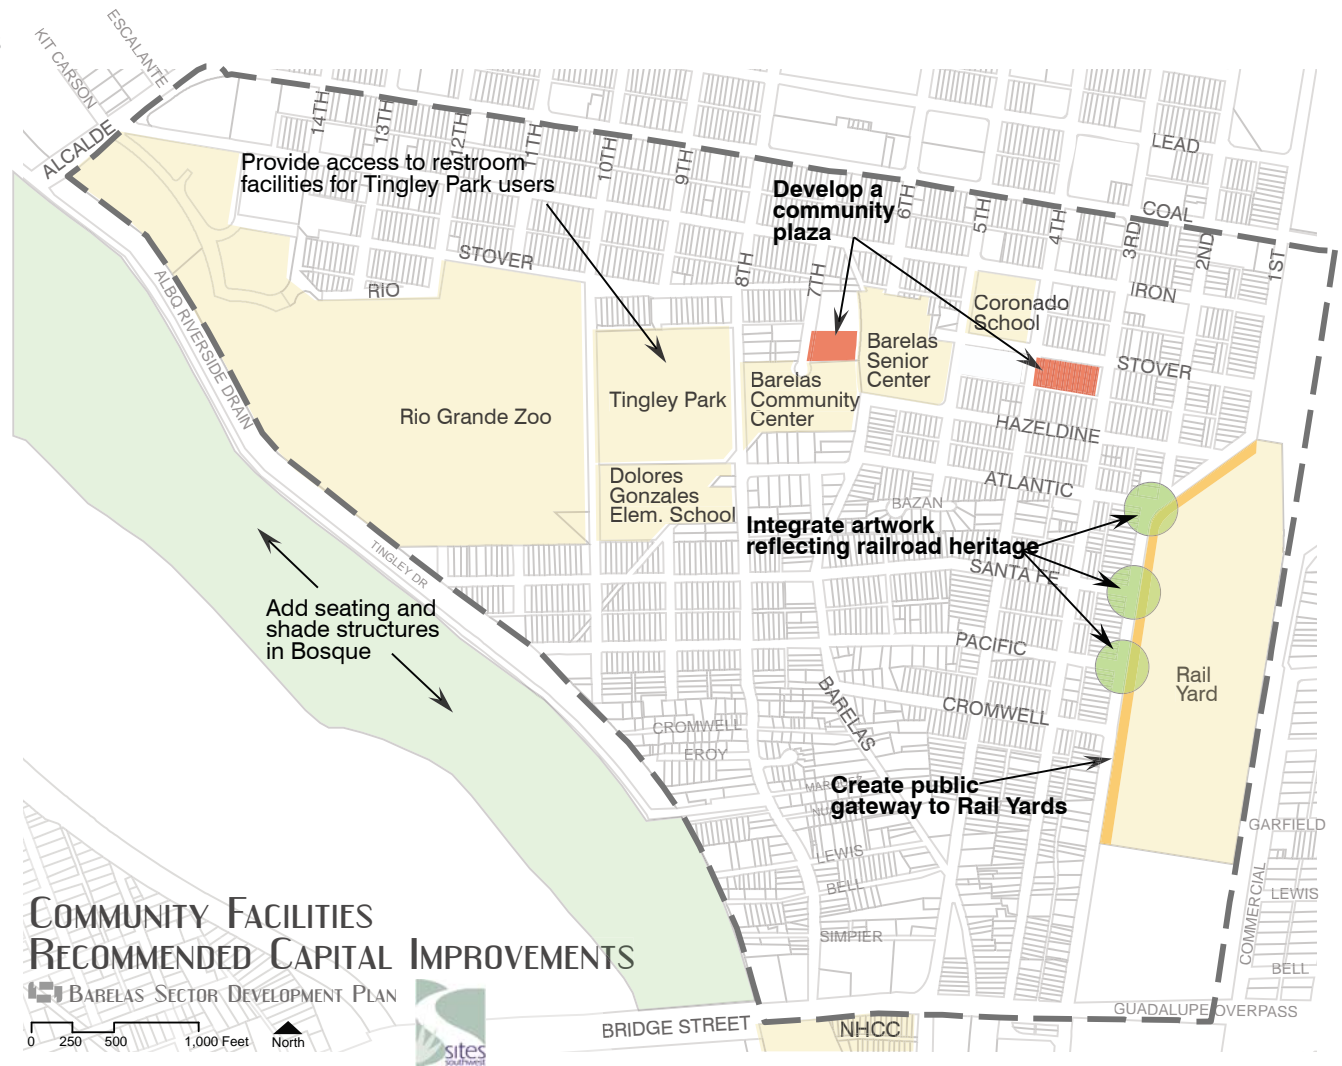 ESCALANTE
KIT CARSON
ALCALDE
14TH
13TH
12TH
11TH
10TH
9TH
8TH
7TH
6TH
5TH
4TH
3RD
2ND
1ST
LEAD
COAL
IRON
STOVER
Provide access to restroom
facilities for Tingley Park users
Develop a
community
plaza
STOVER
RIO
Coronado
School
Barelas
Senior
Center
Barelas
Community
Center
Tingley Park
Rio Grande Zoo
ALBQ RIVERSIDE DRAIN
HAZELDINE
ATLANTIC
Dolores
Gonzales
Elem. School
BAZAN
Integrate artwork
reflecting railroad heritage
SANTA FE
TINGLEY DR
Add seating and
shade structures
in Bosque
PACIFIC
Rail
Yard
BARELAS
CROMWELL
CROMWELL
EROY
Create public
gateway to Rail Yards
GARFIELD
LEWIS
BELL
LEWIS
COMMERCIAL
SIMPIER
BELL
COMMUNITY FACILITIES
RECOMMENDED CAPITAL IMPROVEMENTS
BARELAS SECTOR DEVELOPMENT PLAN
0 250 500 1,000 Feet
North
sites
southwest
BRIDGE STREET
NHCC
GUADALUPE OVERPASS